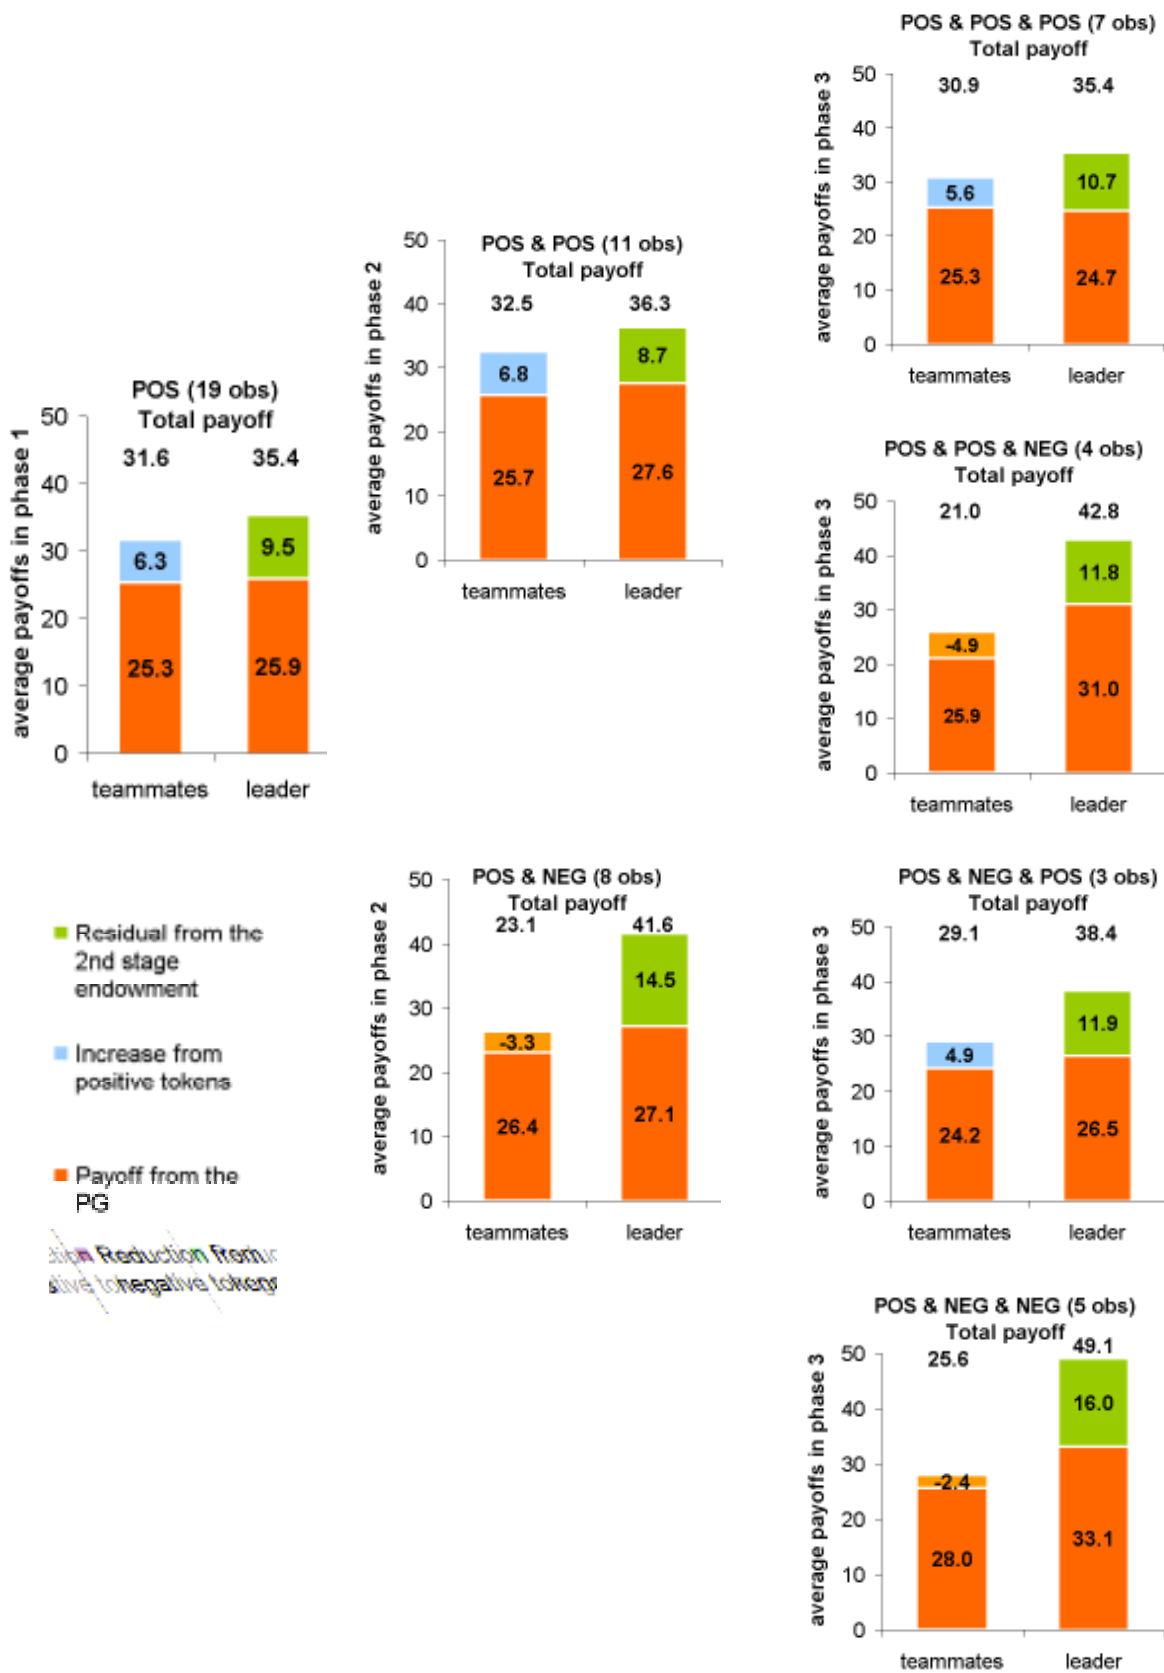 POS & POS & POS (7 obs)
Total payoff
average payoffs in phase 3
50
40
30
20
10
0
30.9 35.4
5.6 10.7
25.3 24.7
teammates leader
POS & POS (11 obs)
Total payoff
average payoffs in phase 2
50
40
30
20
10
0
32.5 36.3
6.8 8.7
25.7 27.6
teammates leader
POS (19 obs)
Total payoff
average payoffs in phase 1
50
40
30
20
10
0
31.6 35.4
6.3 9.5
25.3 25.9
teammates leader
POS & POS & NEG (4 obs)
Total payoff
average payoffs in phase 3
50
40
30
20
10
0
21.0 42.8
-4.9 11.8
25.9 31.0
teammates leader
POS & NEG (8 obs)
Total payoff
average payoffs in phase 2
50
40
30
20
10
0
23.1 41.6
-3.3 14.5
26.4 27.1
teammates leader
POS & NEG & POS (3 obs)
Total payoff
average payoffs in phase 3
50
40
30
20
10
0
29.1 38.4
4.9 11.9
24.2 26.5
teammates leader
Residual from the
2nd stage
endowment
Increase from
positive tokens
Payoff from the
PG
Reduction from
negative tokens
POS & NEG & NEG (5 obs)
Total payoff
average payoffs in phase 3
50
40
30
20
10
0
25.6 49.1
-2.4 16.0
28.0 33.1
teammates leader